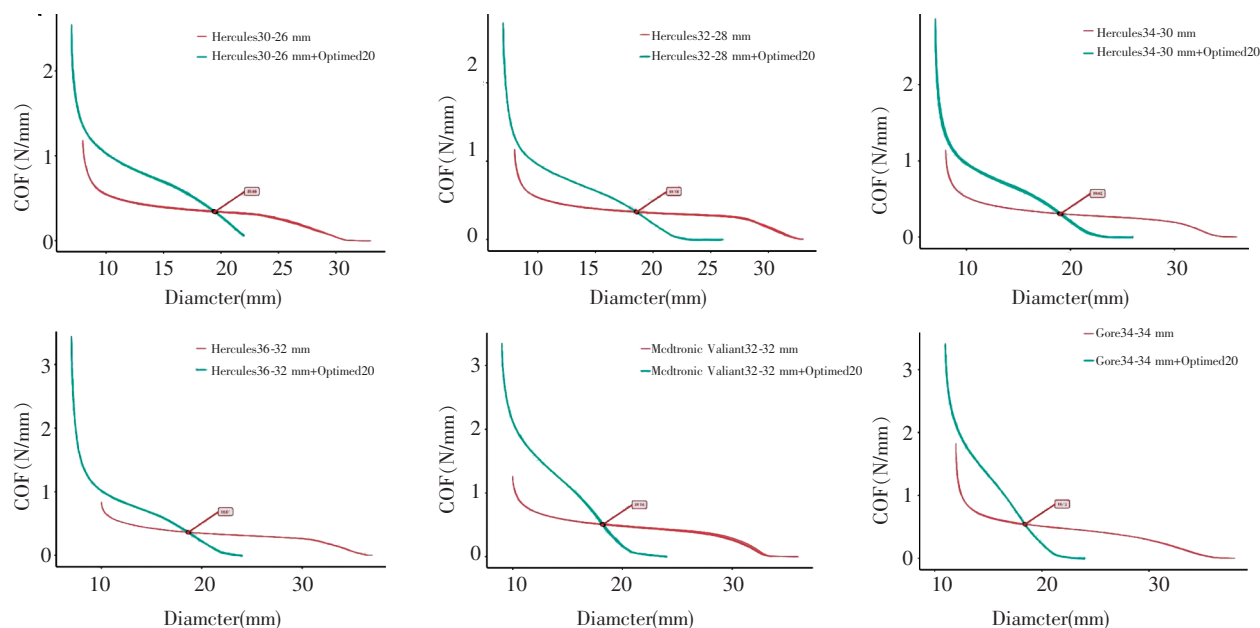 Hercules30-26 mm
Hercules30-26 mm+Optimed20
COF(N/mm)
2
1
0
10
15
20
25
30
Diamcter(mm)
Hercules32-28 mm
Hercules32-28 mm+Optimed20
COF(N/mm)
2
1
0
10
15
20
25
30
Diamcter(mm)
Hercules34-30 mm
Hercules34-30 mm+Optimed20
COF(N/mm)
2
1
0
10
20
30
Diamcter(mm)
Hercules36-32 mm
Hercules36-32 mm+Optimed20
COF(N/mm)
3
2
1
0
10
20
30
Diamcter(mm)
Mcdtronic Valiant32-32 mm
Mcdtronic Valiant32-32 mm+Optimed20
COF(N/mm)
3
2
1
0
10
20
30
Diamcter(mm)
Gore34-34 mm
Gore34-34 mm+Optimed20
COF(N/mm)
3
2
1
0
10
20
30
Diamcter(mm)